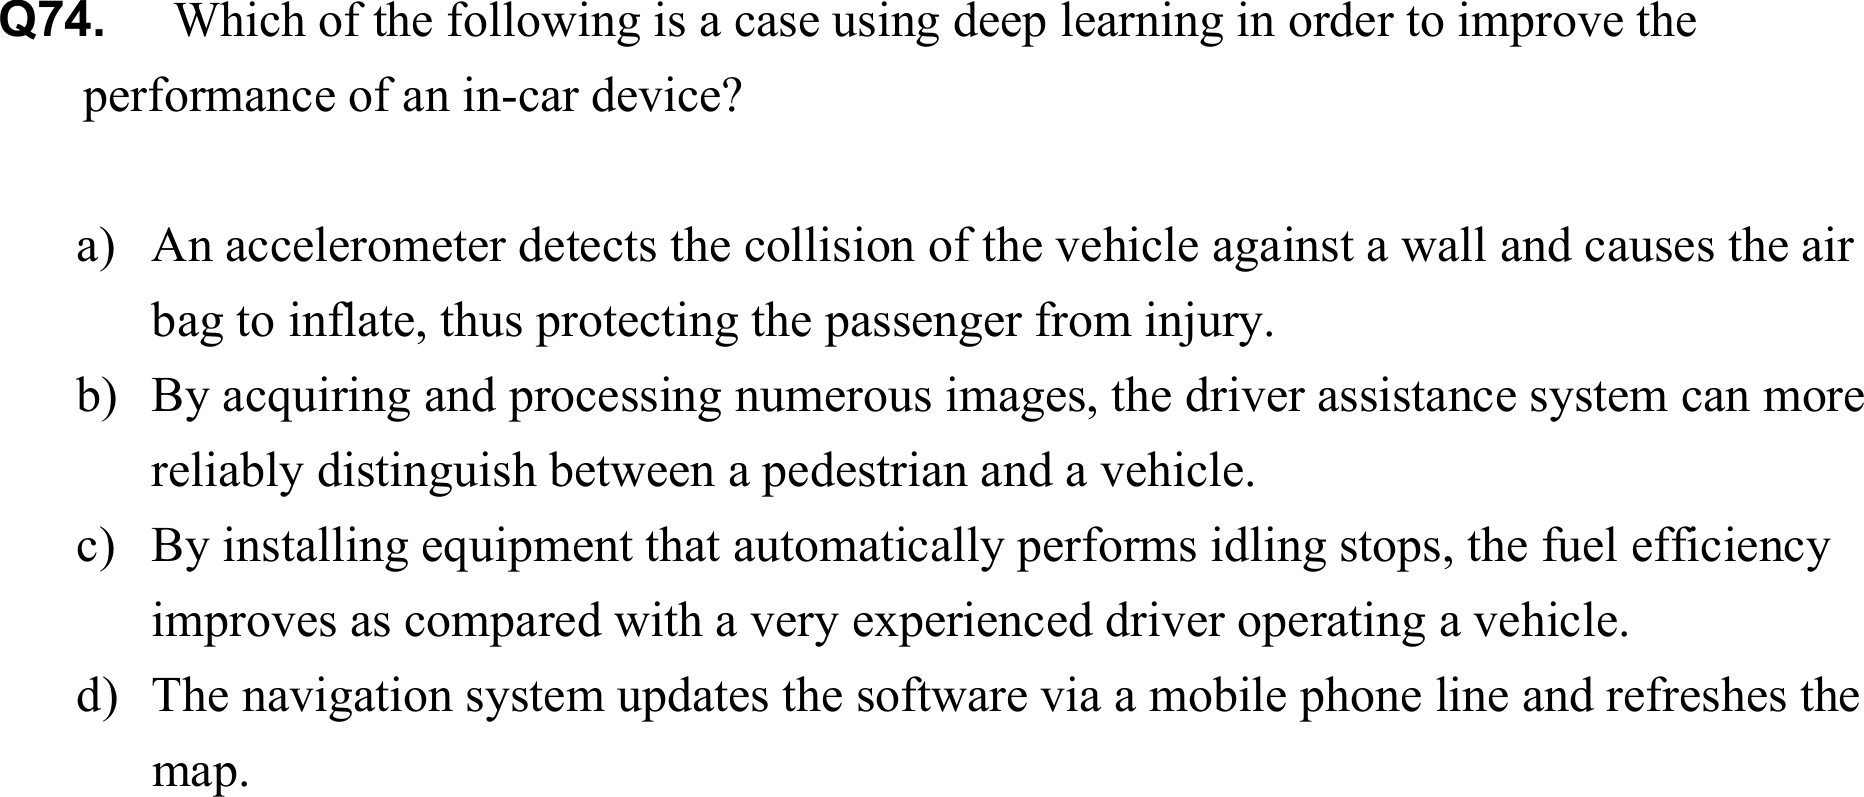 Q74. Which of the following is a case using deep learning in order to improve the
performance of an in-car device?
a) An accelerometer detects the collision of the vehicle against a wall and causes the air
bag to inflate, thus protecting the passenger from injury.
b) By acquiring and processing numerous images, the driver assistance system can more
reliably distinguish between a pedestrian and a vehicle.
c) By installing equipment that automatically performs idling stops, the fuel efficiency
improves as compared with a very experienced driver operating a vehicle.
d) The navigation system updates the software via a mobile phone line and refreshes the
map.